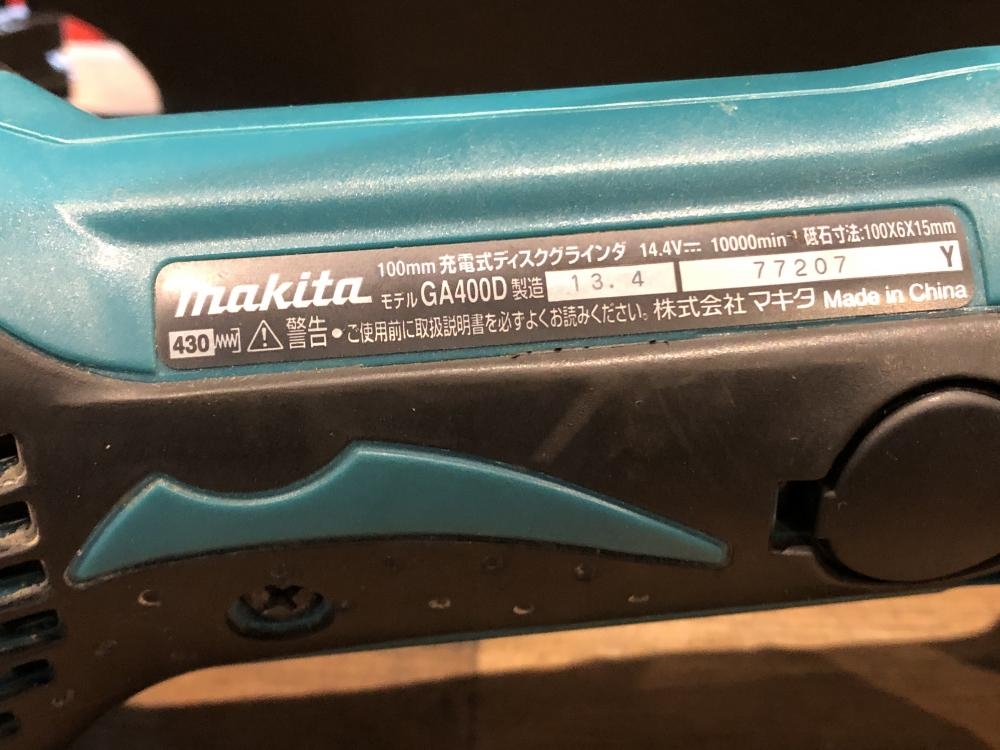 100mm 充電式ディスクグラインダ 14.4V⎓ 10000min⁻¹ 砥石寸法:100X6X15mm
makita モデル GA400D 製造 13. 4 77207 Y
430 警告・ご使用前に取扱説明書を必ずよくお読みください。 株式会社 マキタ Made in China